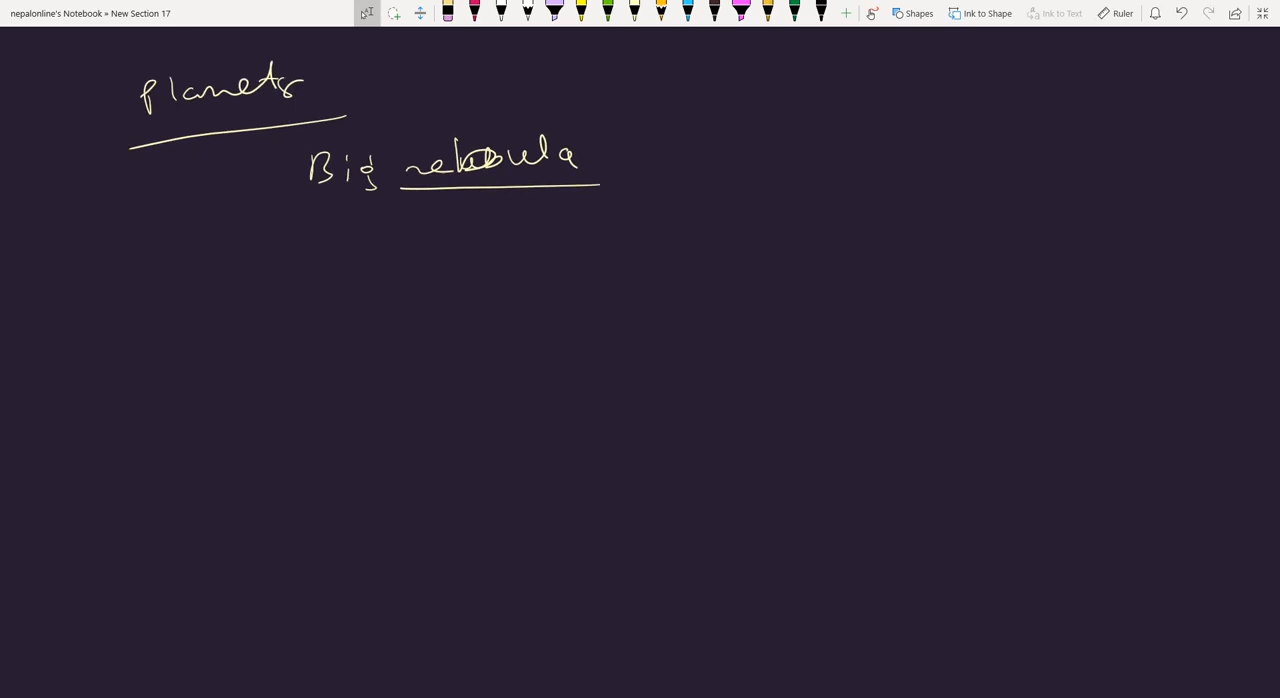 nepalonline's Notebook » New Section 17
Shapes
Ink to Shape
Ink to Text
Ruler
Planets
Big nebula